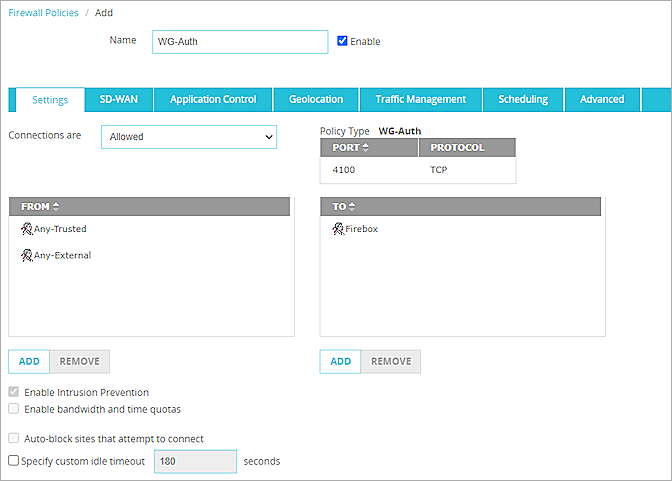 Firewall Policies / Add
Name WG-Auth Enable
Settings SD-WAN Application Control Geolocation Traffic Management Scheduling Advanced
Connections are Allowed
Policy Type WG-Auth
PORT PROTOCOL
4100 TCP
FROM
Any-Trusted
Any-External
TO
Firebox
ADD REMOVE
ADD REMOVE
Enable Intrusion Prevention
Enable bandwidth and time quotas
Auto-block sites that attempt to connect
Specify custom idle timeout 180 seconds